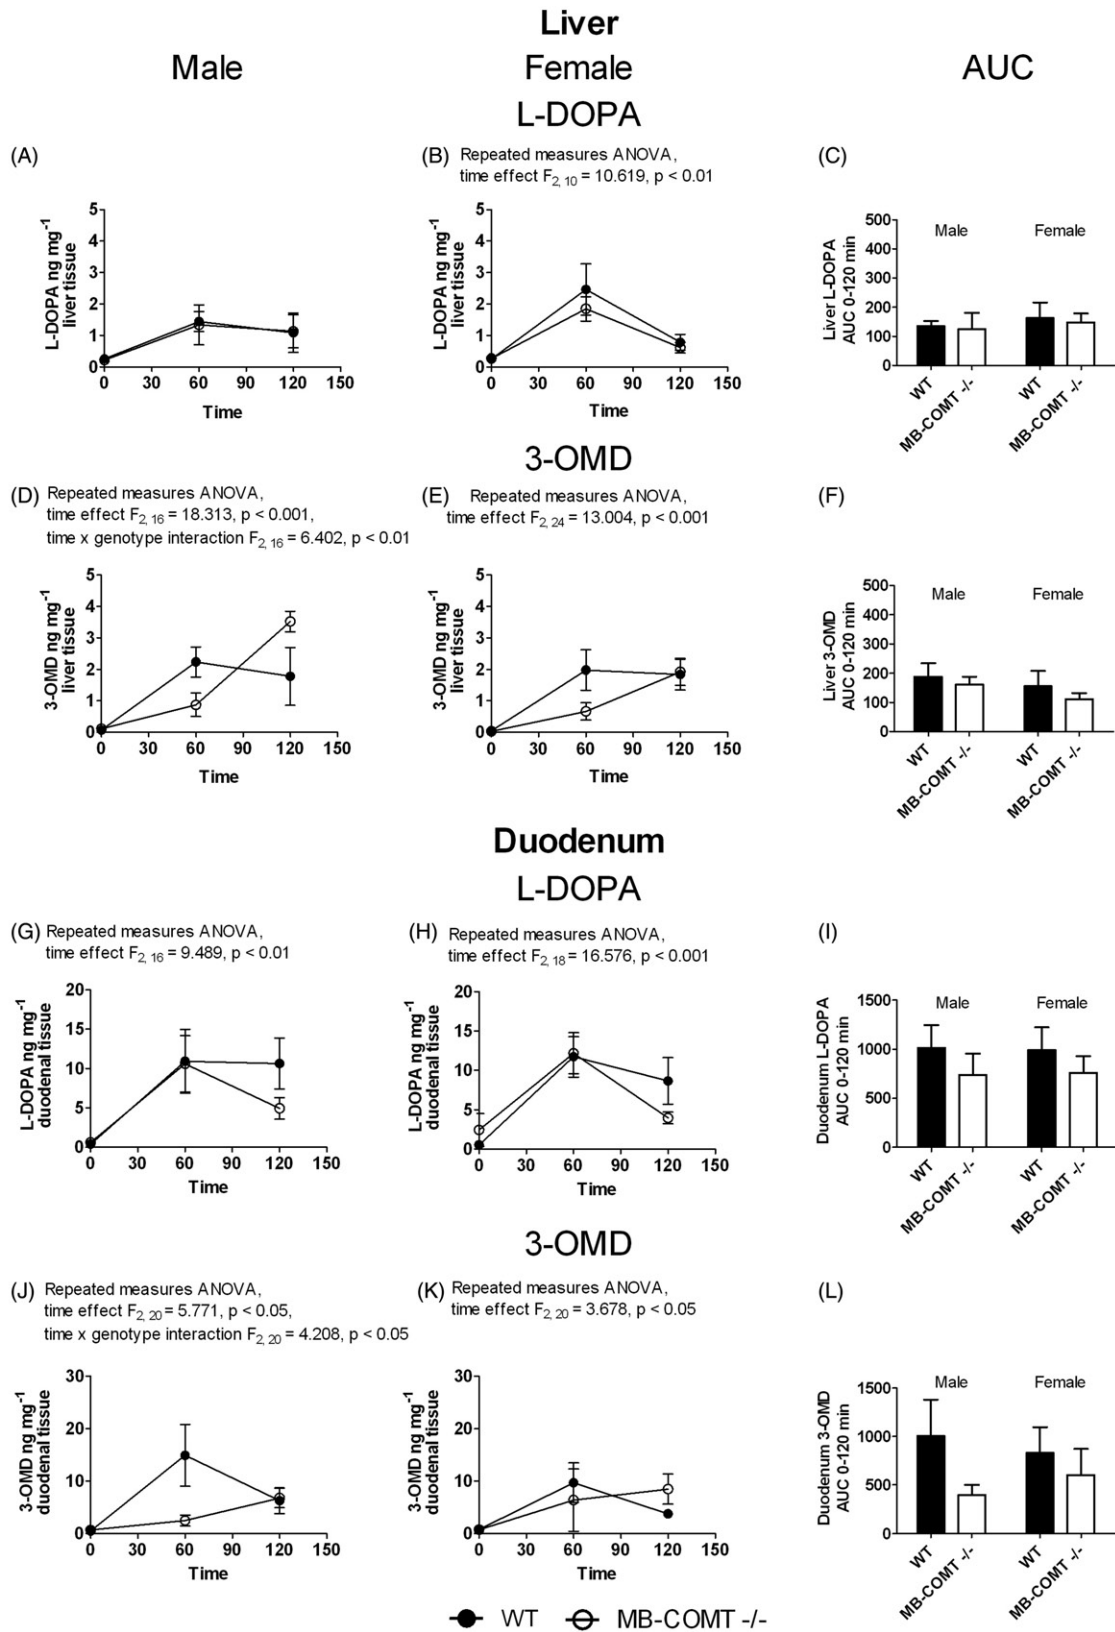 Liver
Male Female AUC
L-DOPA
(A)
(B) Repeated measures ANOVA,
time effect F2, 10 = 10.619, p < 0.01
(C)
L-DOPA ng mg-1
liver tissue
5
4
3
2
1
0
0 30 60 90 120 150
Time
5
4
3
2
1
0
0 30 60 90 120 150
Time
Liver L-DOPA
AUC 0-120 min
500
400
300
200
100
0
Male Female
WT MB-COMT -/- WT MB-COMT -/-
L-DOPA ng mg-1
liver tissue
3-OMD
(D) Repeated measures ANOVA,
time effect F2, 16 = 18.313, p < 0.001,
time x genotype interaction F2, 16 = 6.402, p < 0.01
(E) Repeated measures ANOVA,
time effect F2, 24 = 13.004, p < 0.001
(F)
3-OMD ng mg-1
liver tissue
5
4
3
2
1
0
0 30 60 90 120 150
Time
3-OMD ng mg-1
liver tissue
5
4
3
2
1
0
0 30 60 90 120 150
Time
Liver 3-OMD
AUC 0-120 min
500
400
300
200
100
0
Male Female
WT MB-COMT -/- WT MB-COMT -/-
Duodenum
L-DOPA
(G) Repeated measures ANOVA,
time effect F2, 16 = 9.489, p < 0.01
(H) Repeated measures ANOVA,
time effect F2, 18 = 16.576, p < 0.001
(I)
L-DOPA ng mg-1
duodenal tissue
20
15
10
5
0
0 30 60 90 120 150
Time
L-DOPA ng mg-1
duodenal tissue
20
15
10
5
0
0 30 60 90 120 150
Time
Duodenum L-DOPA
AUC 0-120 min
1500
1000
500
0
Male Female
WT MB-COMT -/- WT MB-COMT -/-
3-OMD
(J) Repeated measures ANOVA,
time effect F2, 20 = 5.771, p < 0.05,
time x genotype interaction F2, 20 = 4.208, p < 0.05
(K) Repeated measures ANOVA,
time effect F2, 20 = 3.678, p < 0.05
(L)
3-OMD ng mg-1
duodenal tissue
30
20
10
0
0 30 60 90 120 150
Time
3-OMD ng mg-1
duodenal tissue
30
20
10
0
0 30 60 90 120 150
Time
Duodenum 3-OMD
AUC 0-120 min
1500
1000
500
0
Male Female
WT MB-COMT -/- WT MB-COMT -/-
WT MB-COMT -/-